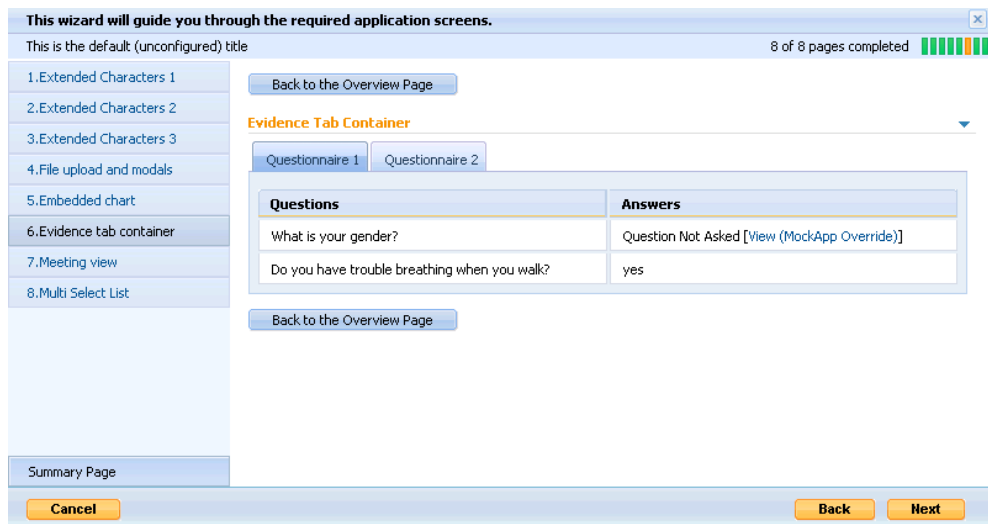 This wizard will guide you through the required application screens.
This is the default (unconfigured) title
8 of 8 pages completed
1.Extended Characters 1
2.Extended Characters 2
3.Extended Characters 3
4.File upload and modals
5.Embedded chart
6.Evidence tab container
7.Meeting view
8.Multi Select List
Summary Page
Back to the Overview Page
Evidence Tab Container
Questionnaire 1
Questionnaire 2
Questions
Answers
What is your gender?
Question Not Asked [View (MockApp Override)]
Do you have trouble breathing when you walk?
yes
Back to the Overview Page
Cancel
Back
Next